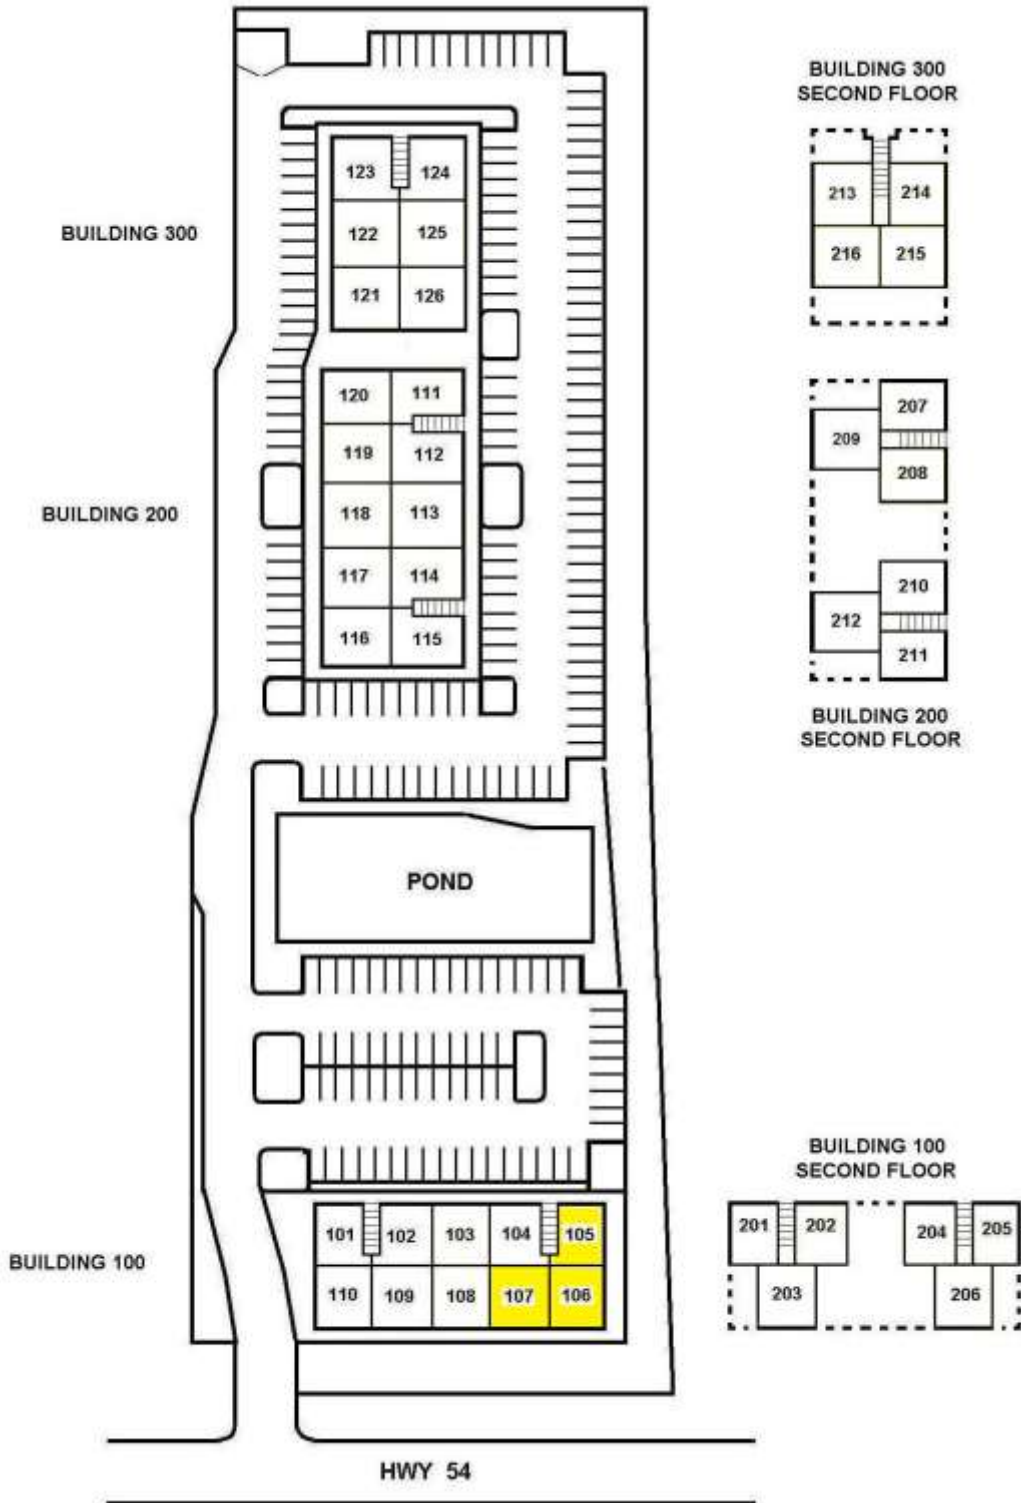 BUILDING 300
SECOND FLOOR
123 124
213 214
BUILDING 300
122 125
216 215
121 126
120 111
207
209
119 112
208
BUILDING 200
118 113
117 114
210
212
116 115
211
BUILDING 200
SECOND FLOOR
POND
BUILDING 100
SECOND FLOOR
101 102 103 104 105
201 202 204 205
BUILDING 100
110 109 108 107 106
203 206
HWY 54